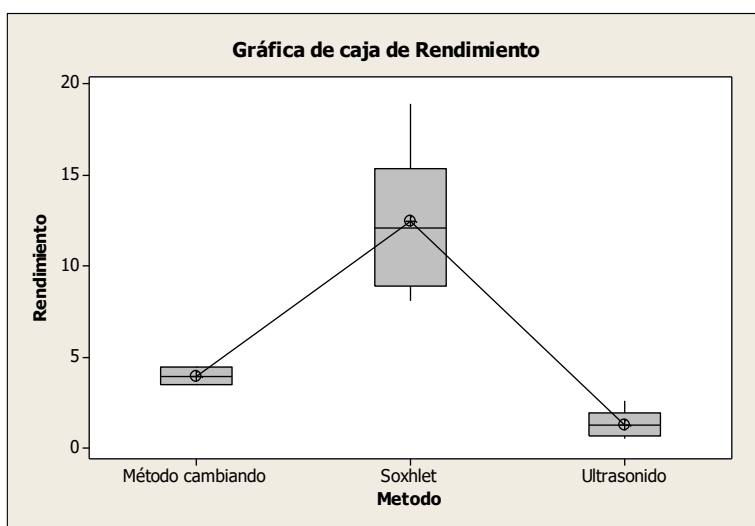 Gráfica de caja de Rendimiento
20
15
10
5
0
Rendimiento
Método cambiando
Soxhlet
Ultrasonido
Metodo